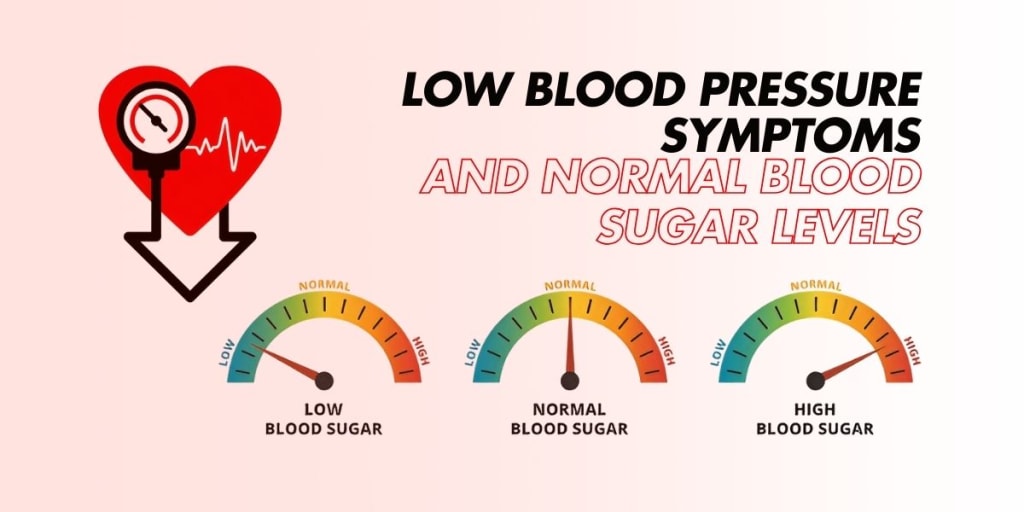 LOW BLOOD PRESSURE
SYMPTOMS
AND NORMAL BLOOD
SUGAR LEVELS
LOW
NORMAL
HIGH
LOW
BLOOD SUGAR
LOW
NORMAL
HIGH
NORMAL
BLOOD SUGAR
LOW
NORMAL
HIGH
HIGH
BLOOD SUGAR